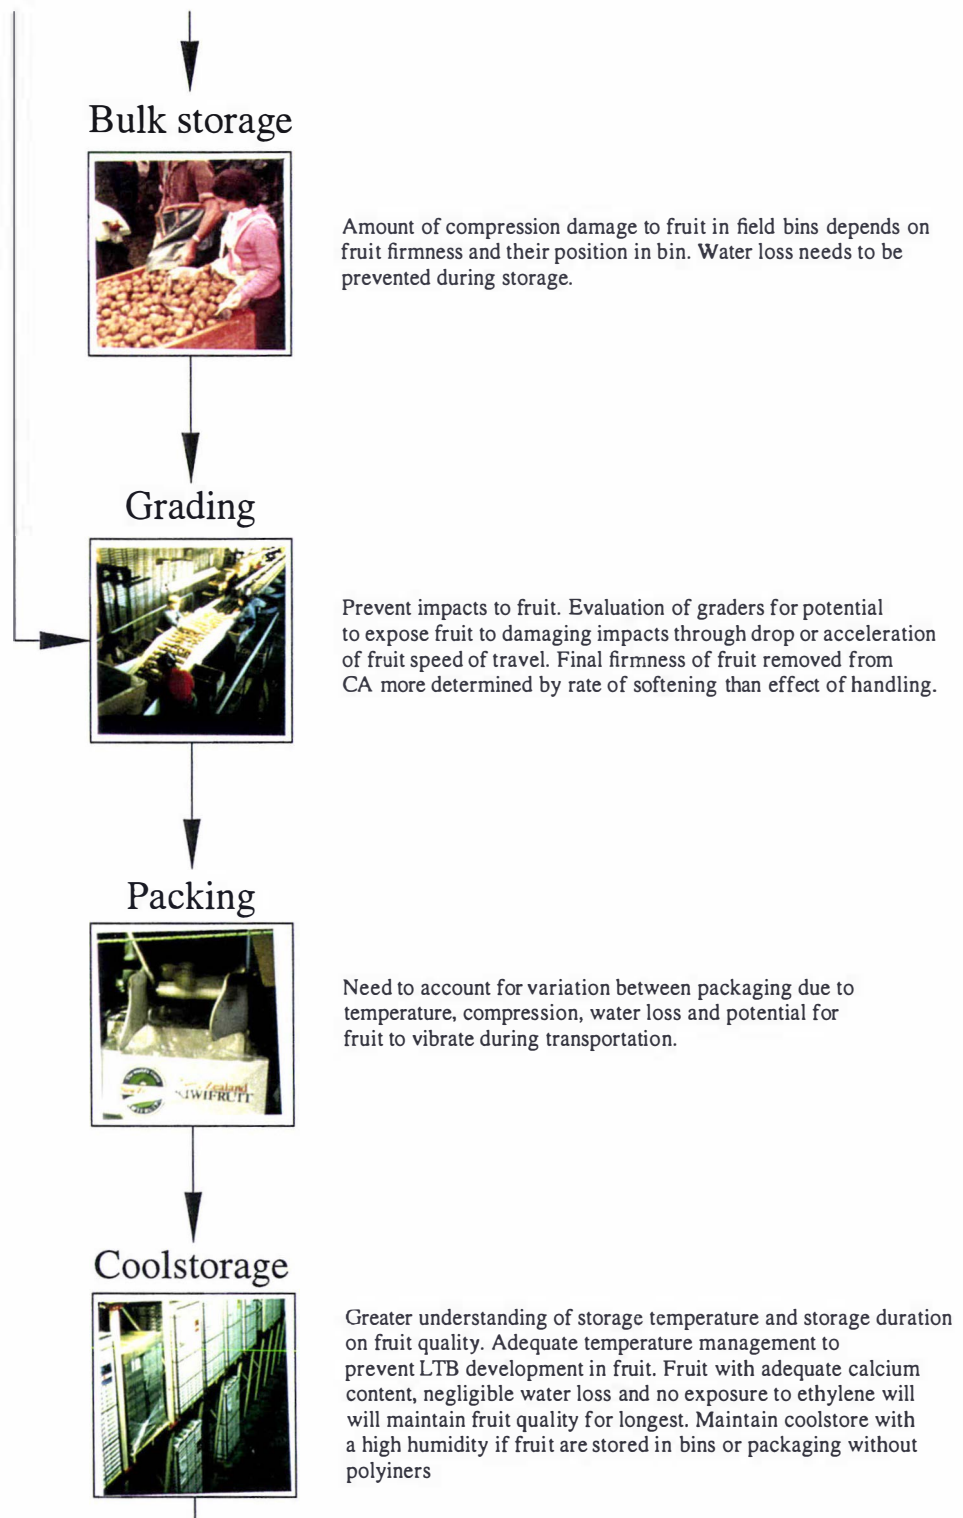 Bulk storage
Amount of compression damage to fruit in field bins depends on
fruit firmness and their position in bin. Water loss needs to be
prevented during storage.
Grading
Prevent impacts to fruit. Evaluation of graders for potential
to expose fruit to damaging impacts through drop or acceleration
of fruit speed of travel. Final firmness of fruit removed from
CA more determined by rate of softening than effect of handling.
Packing
Zealand
KIWIFRUIT
Need to account for variation between packaging due to
temperature, compression, water loss and potential for
fruit to vibrate during transportation.
Coolstorage
Greater understanding of storage temperature and storage duration
on fruit quality. Adequate temperature management to
prevent LTB development in fruit. Fruit with adequate calcium
content, negligible water loss and no exposure to ethylene will
will maintain fruit quality for longest. Maintain coolstore with
a high humidity if fruit are stored in bins or packaging without
polyiners